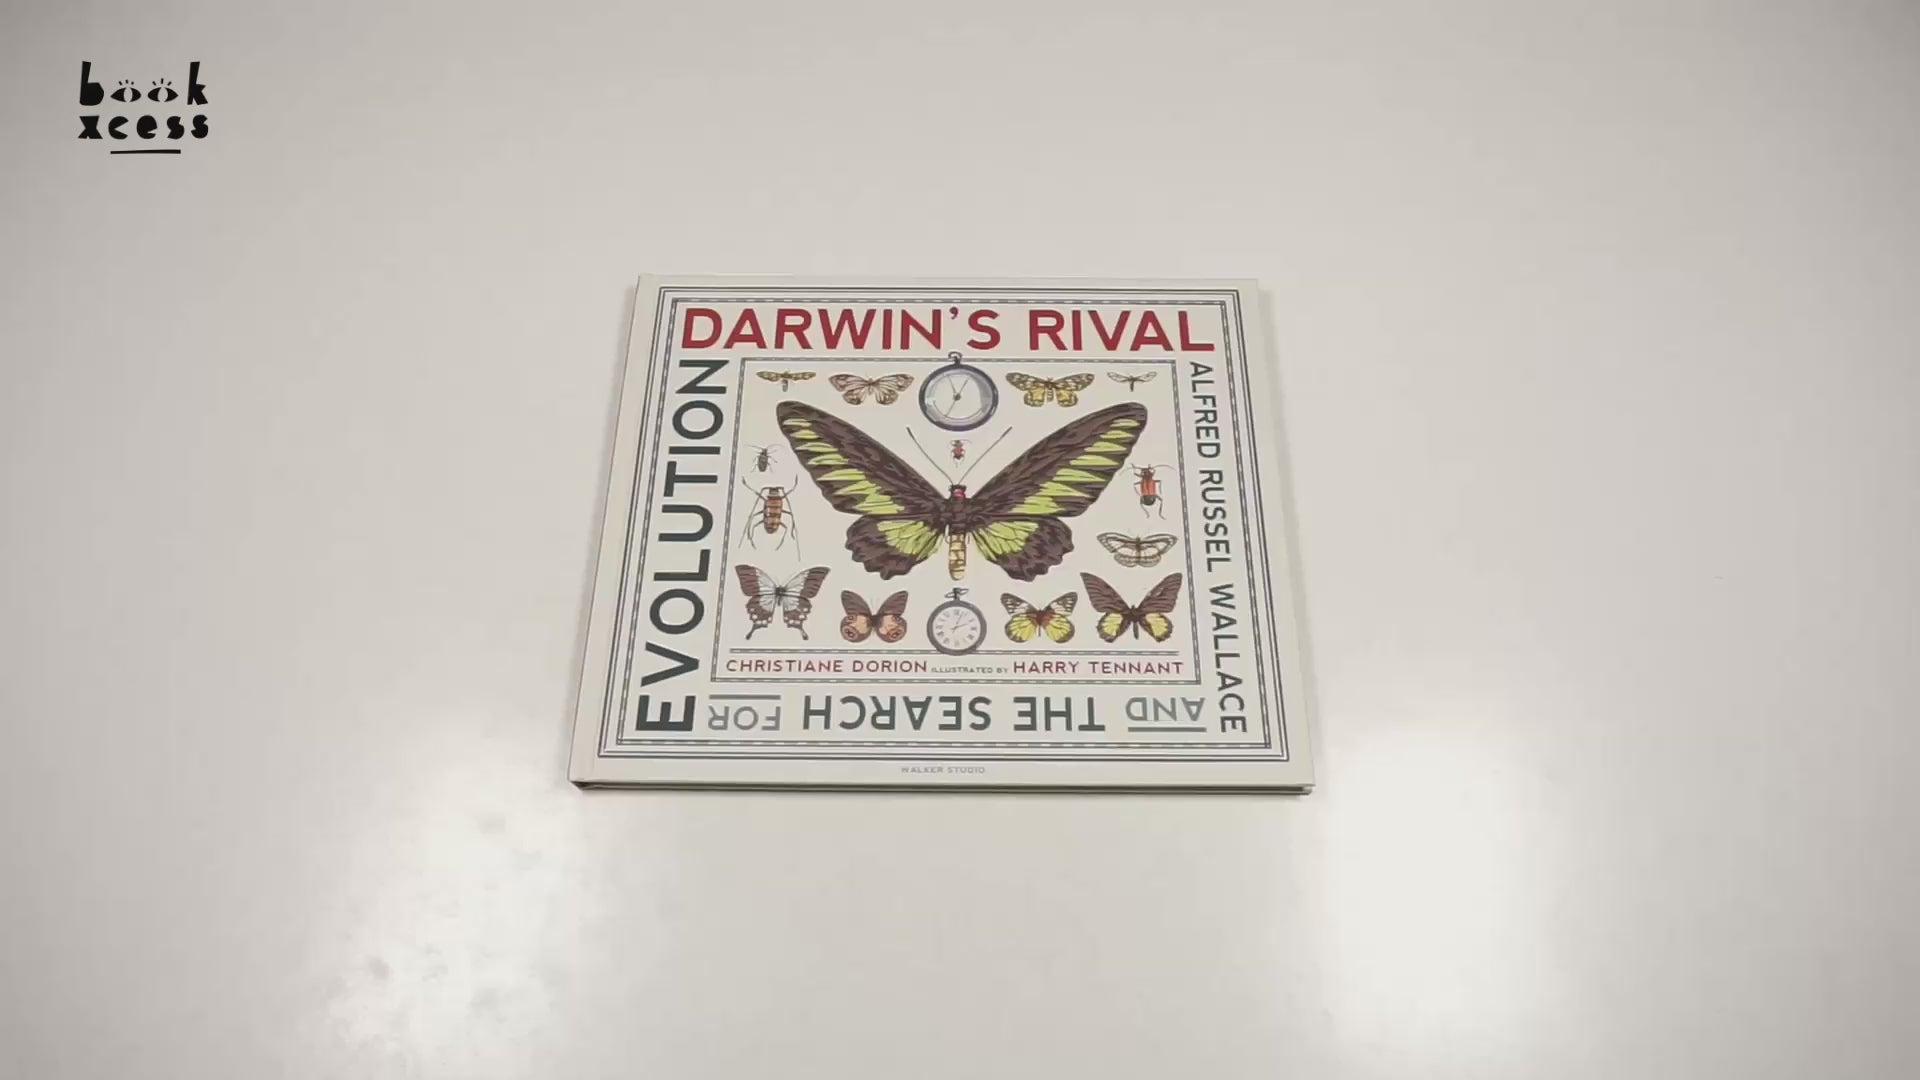 book
xcess
DARWIN'S RIVAL
ALFRED RUSSEL WALLACE
AND THE SEARCH FOR
EVOLUTION
CHRISTIANE DORION ILLUSTRATED BY HARRY TENNANT
WALKER STUDIO